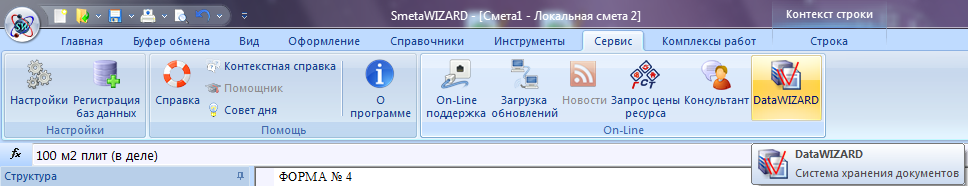 SmetaWIZARD - [Смета1 - Локальная смета 2]
Контекст строки
Главная Буфер обмена Вид Оформление Справочники Инструменты Сервис Комплексы работ Строка
Настройки
Регистрация
баз данных
Настройки
Справка
Контекстная справка
Помощник
Совет дня
О
программе
Помощь
On-Line
поддержка
Загрузка
обновлений
Новости
Запрос цены
ресурса
Консультант
DataWIZARD
On-Line
fx 100 м2 плит (в деле)
Структура
ФОРМА № 4
DataWIZARD
Система хранения документов